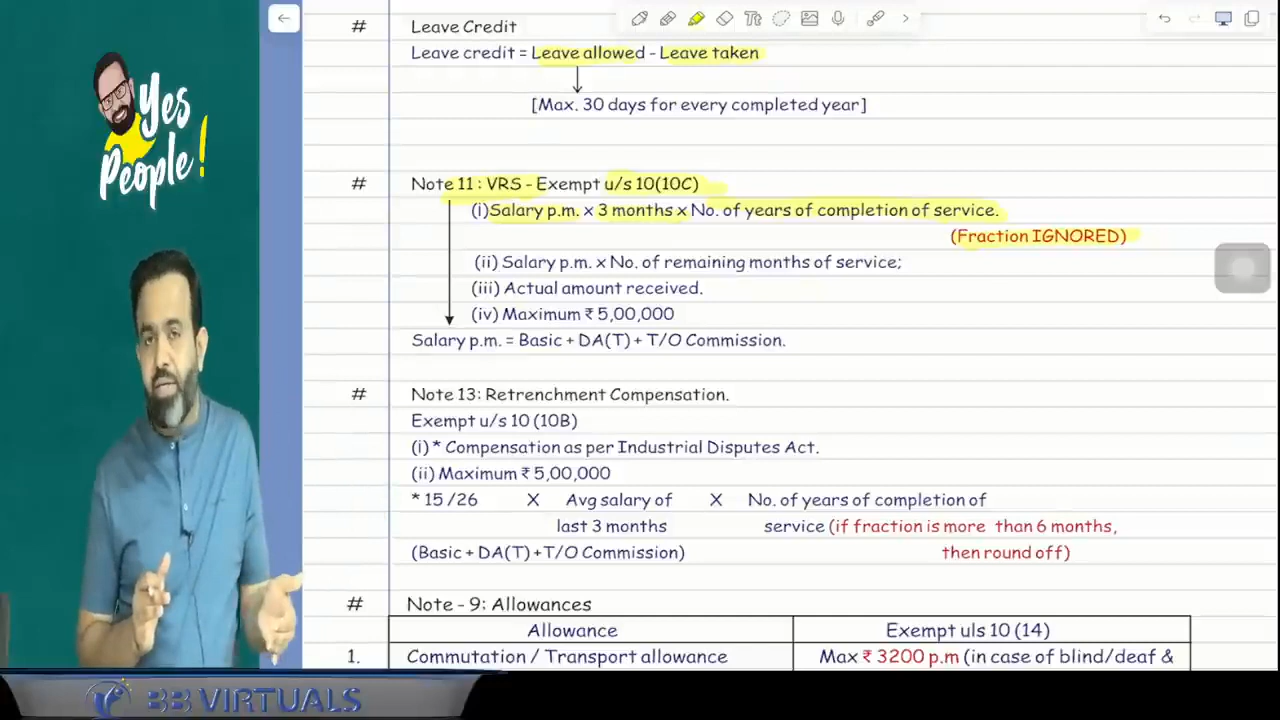 Yes
People!
# Leave Credit
Leave credit = Leave allowed - Leave taken
[Max. 30 days for every completed year]
# Note 11 : VRS - Exempt u/s 10(10C)
(i)Salary p.m. x 3 months x No. of years of completion of service.
(Fraction IGNORED)
(ii) Salary p.m. x No. of remaining months of service;
(iii) Actual amount received.
(iv) Maximum ₹ 5,00,000
Salary p.m. = Basic + DA(T) + T/O Commission.
# Note 13: Retrenchment Compensation.
Exempt u/s 10 (10B)
(i) * Compensation as per Industrial Disputes Act.
(ii) Maximum ₹ 5,00,000
* 15 /26 X Avg salary of X No. of years of completion of
last 3 months service (if fraction is more than 6 months,
(Basic + DA(T) +T/O Commission) then round off)
# Note - 9: Allowances
Allowance Exempt uls 10 (14)
1. Commutation / Transport allowance Max ₹ 3200 p.m (in case of blind/deaf &
BB VIRTUALS